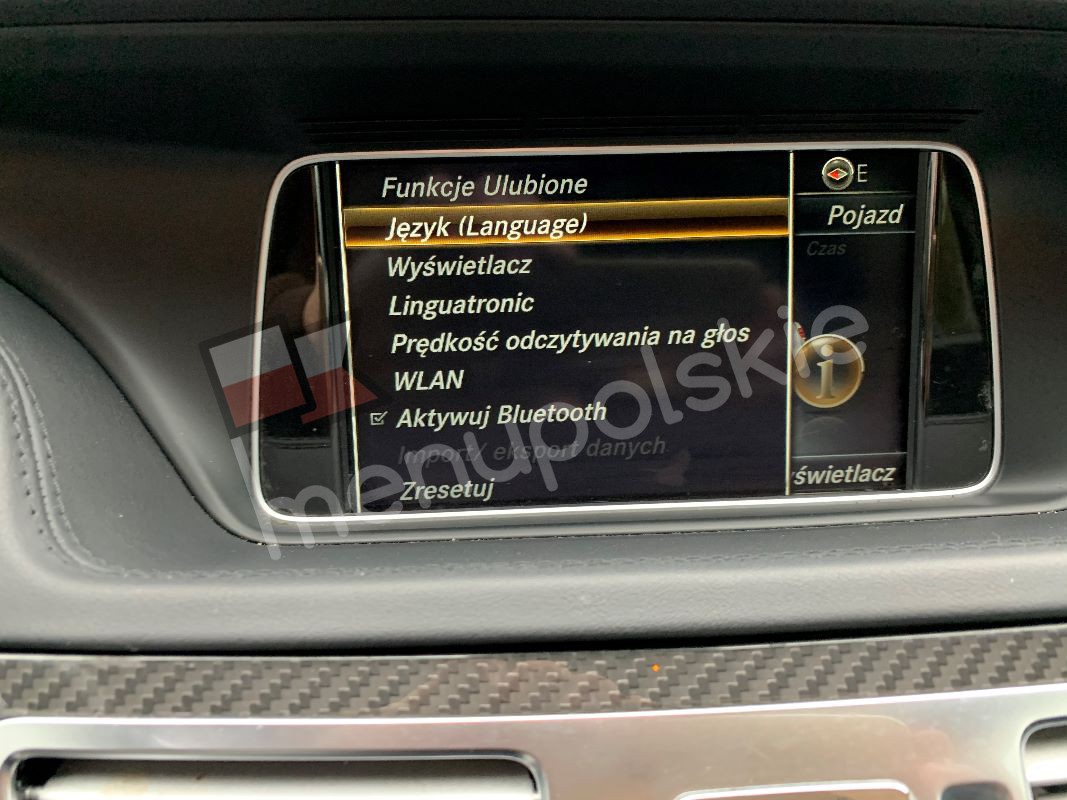 Funkcje Ulubione
Język (Language)
Wyświetlacz
Linguatronic
Prędkość odczytywania na głos
WLAN
Aktywuj Bluetooth
Import/ eksport danych
Zresetuj
E
Pojazd
Czas
świetlacz
menupolskie